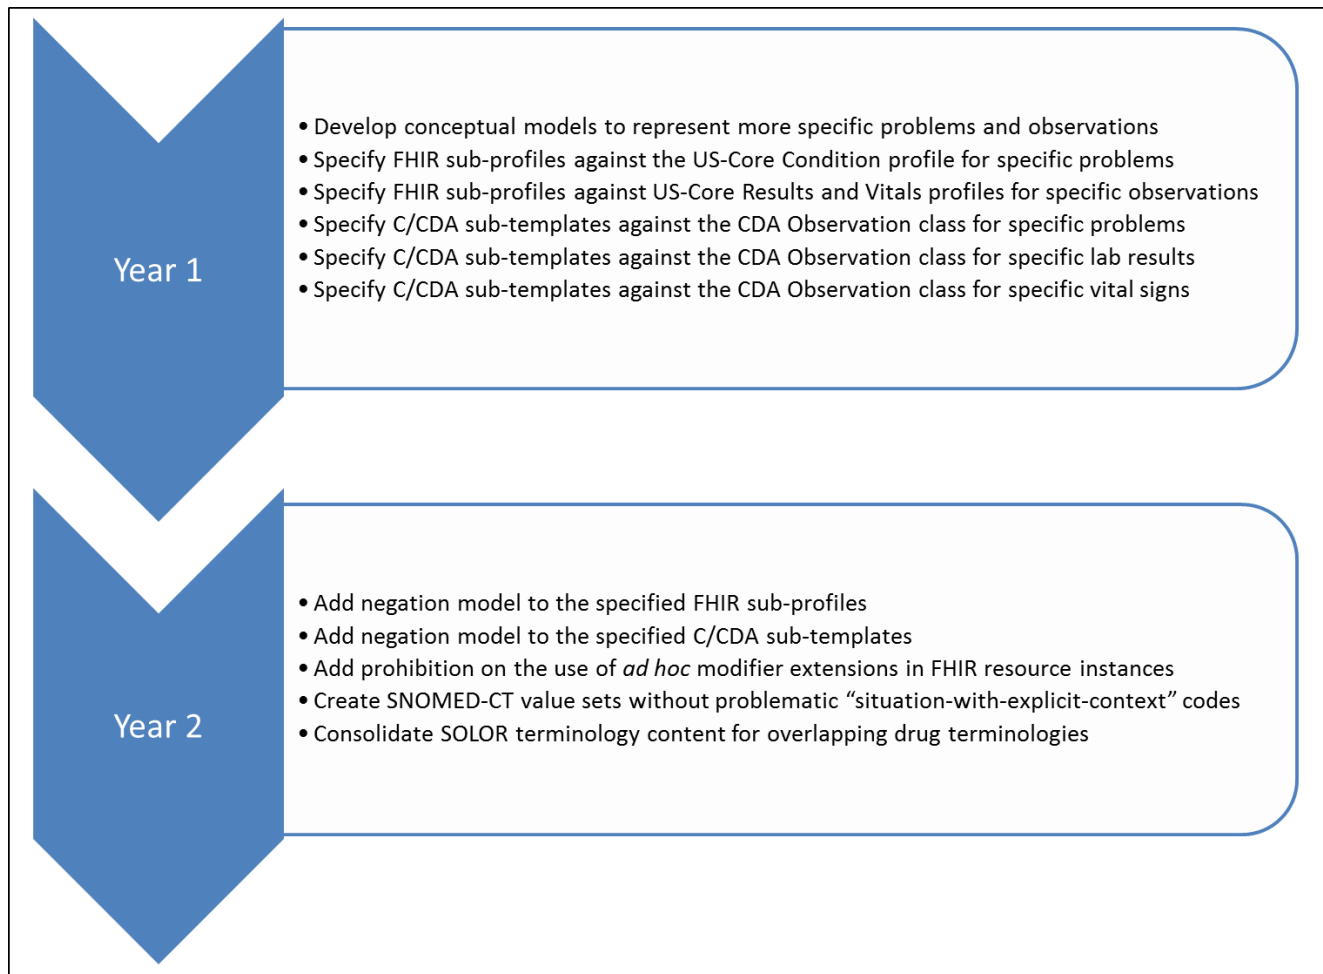 Year 1
• Develop conceptual models to represent more specific problems and observations
• Specify FHIR sub-profiles against the US-Core Condition profile for specific problems
• Specify FHIR sub-profiles against US-Core Results and Vitals profiles for specific observations
• Specify C/CDA sub-templates against the CDA Observation class for specific problems
• Specify C/CDA sub-templates against the CDA Observation class for specific lab results
• Specify C/CDA sub-templates against the CDA Observation class for specific vital signs
Year 2
• Add negation model to the specified FHIR sub-profiles
• Add negation model to the specified C/CDA sub-templates
• Add prohibition on the use of ad hoc modifier extensions in FHIR resource instances
• Create SNOMED-CT value sets without problematic “situation-with-explicit-context” codes
• Consolidate SOLOR terminology content for overlapping drug terminologies